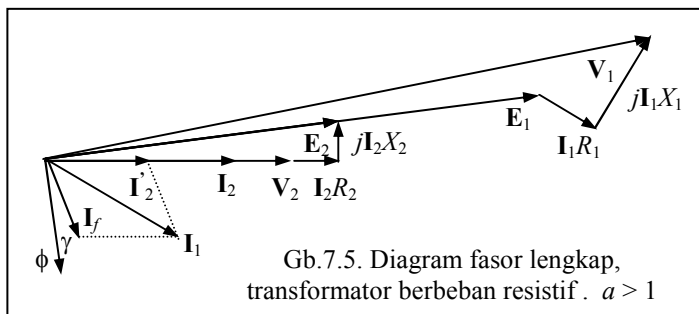 V₁
jI₁X₁
E₁
I₁R₁
E₂
jI₂X₂
I'₂
I₂
V₂
I₂R₂
I_f
I₁
ϕ
γ
Gb.7.5. Diagram fasor lengkap,
transformator berbeban resistif . a > 1